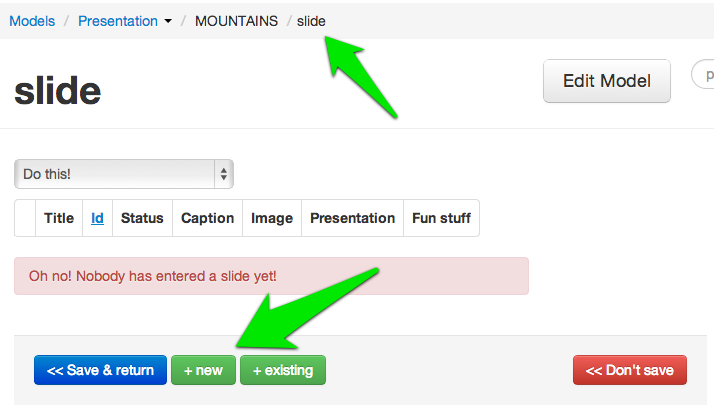 Models / Presentation / MOUNTAINS / slide
slide
Edit Model
p
Do this!
Title Id Status Caption Image Presentation Fun stuff
Oh no! Nobody has entered a slide yet!
<< Save & return + new + existing << Don't save